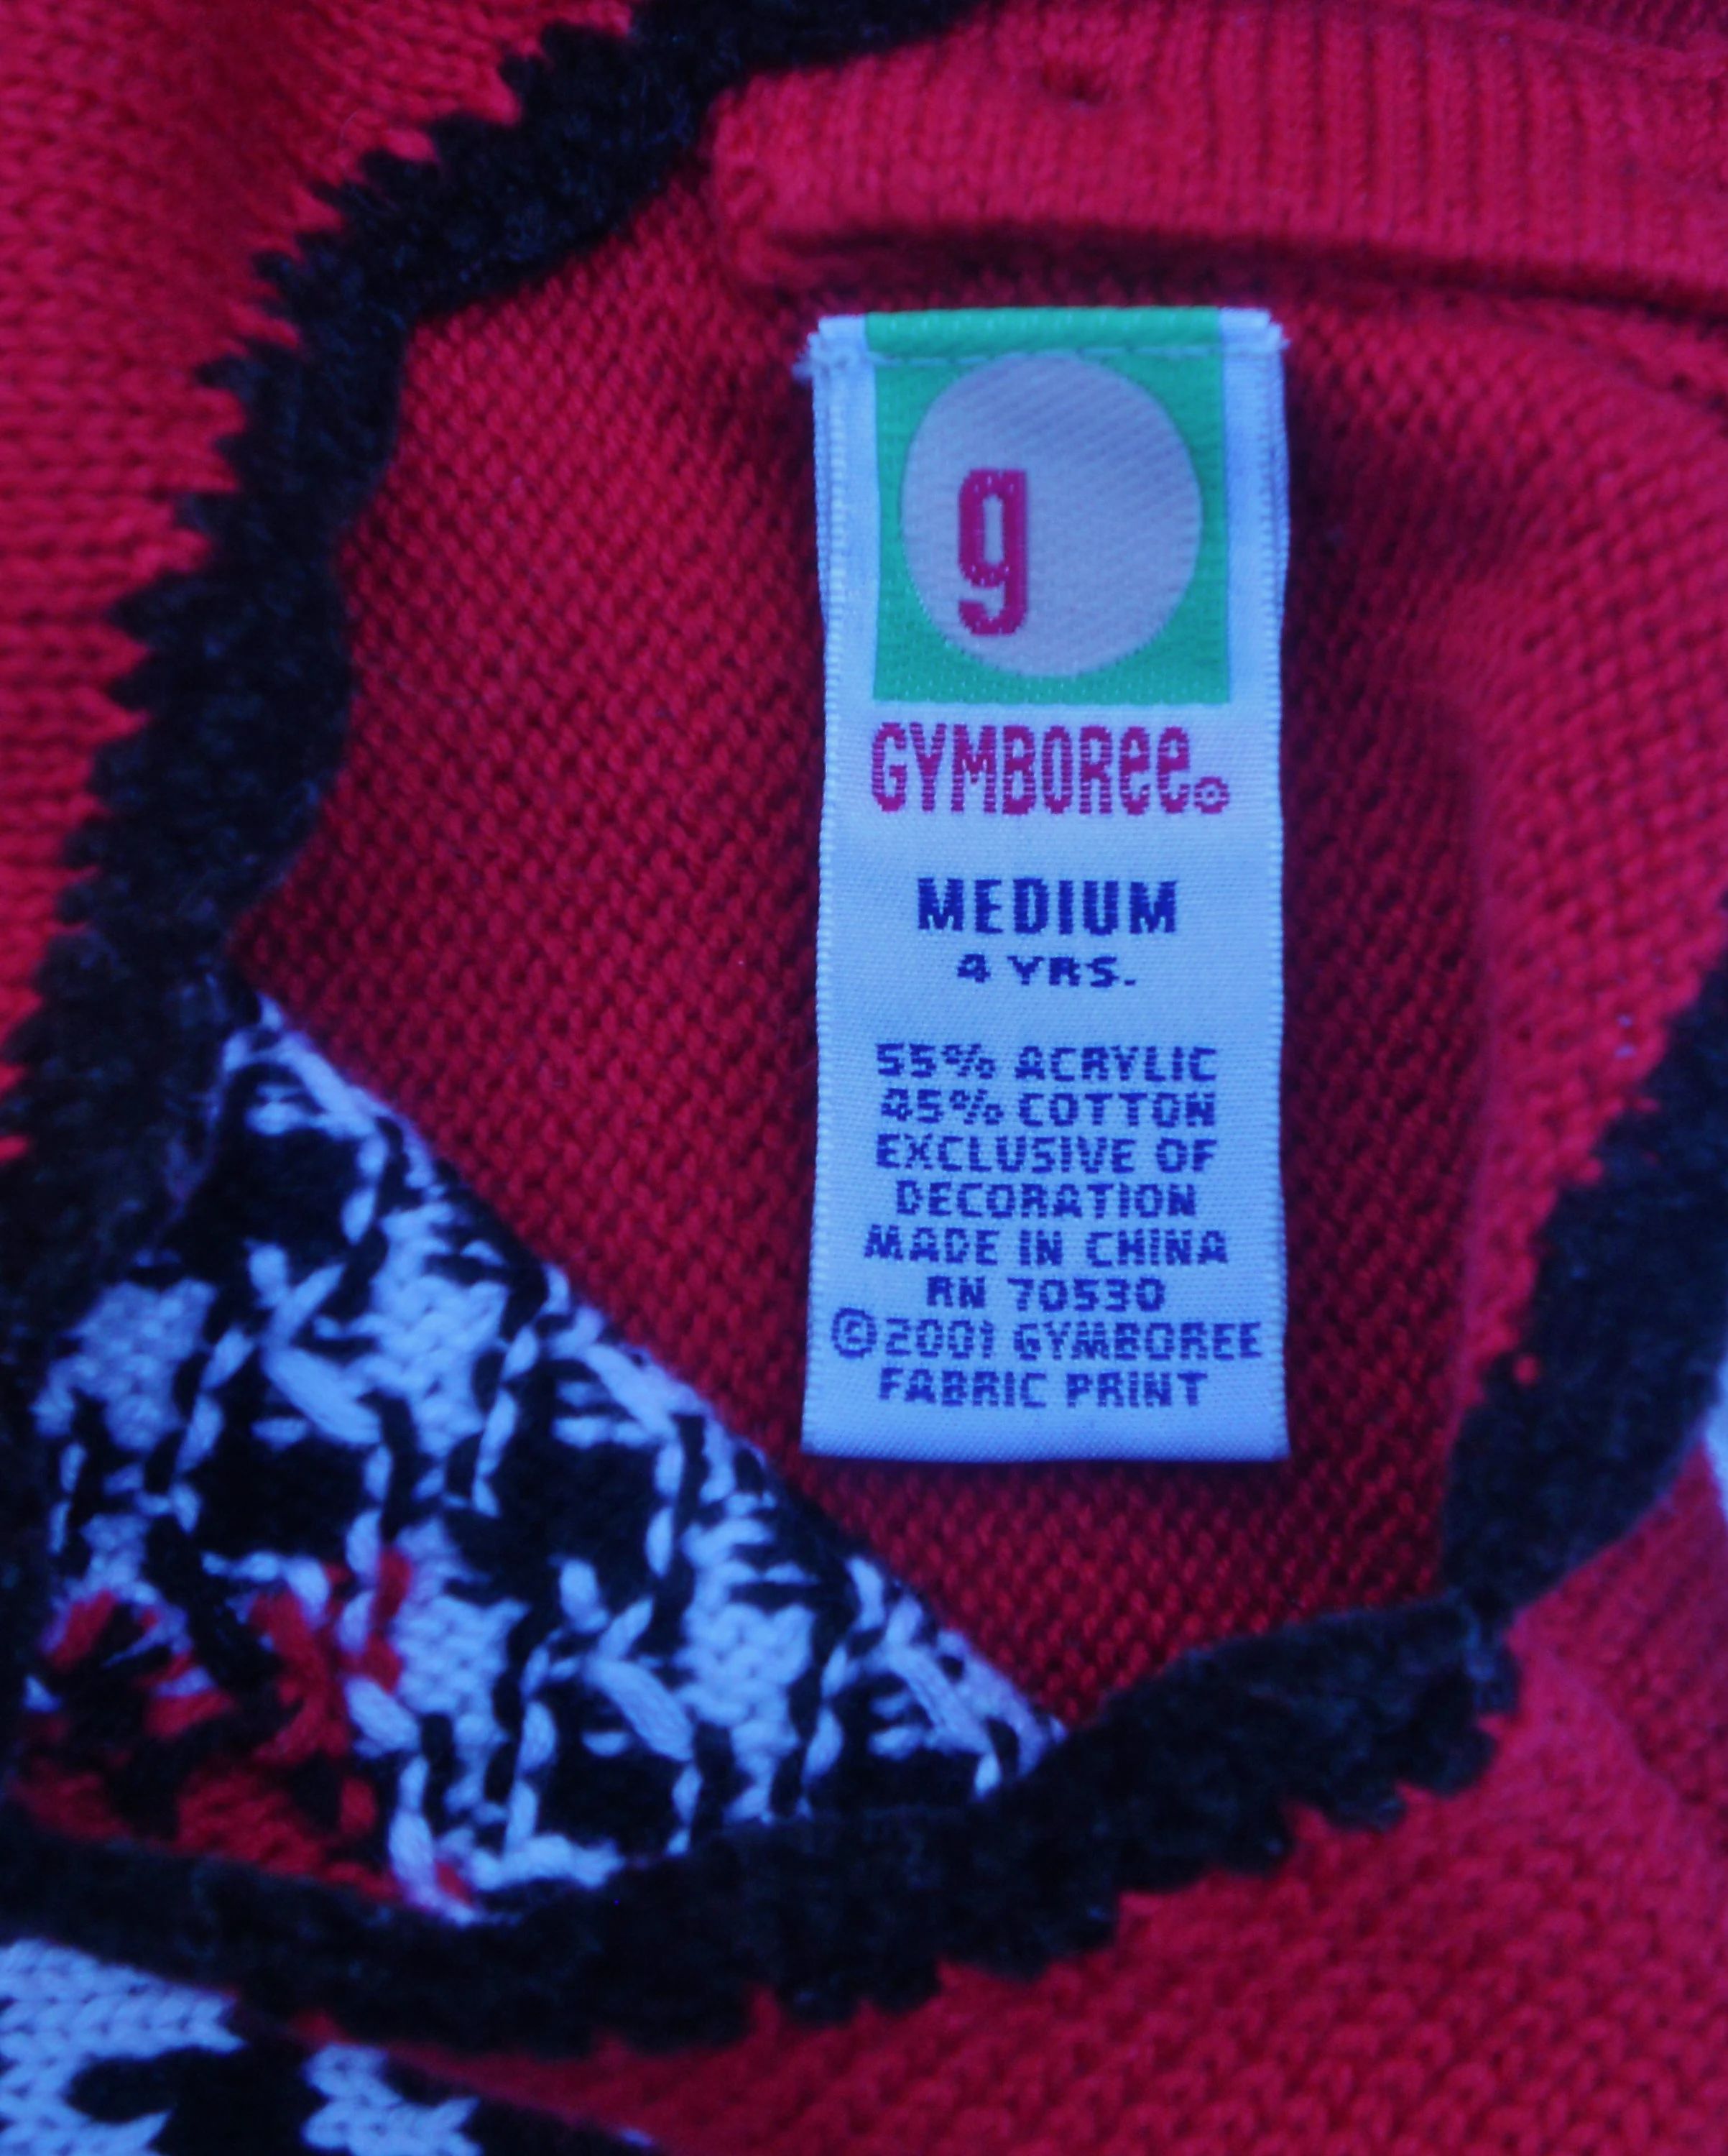 g
GYMBOREE®
MEDIUM
4 YRS.
55% ACRYLIC
45% COTTON
EXCLUSIVE OF
DECORATION
MADE IN CHINA
RN 70530
©2001 GYMBOREE
FABRIC PRINT